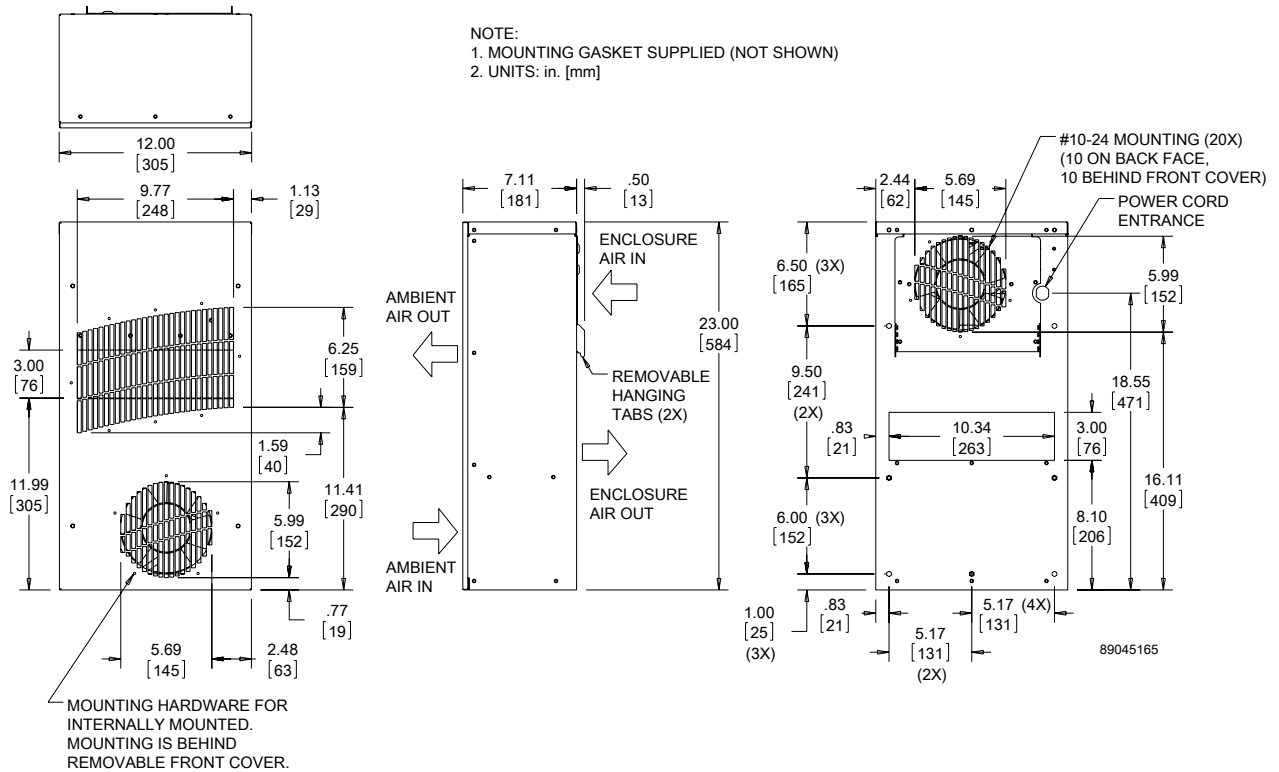 NOTE:
1. MOUNTING GASKET SUPPLIED (NOT SHOWN)
2. UNITS: in. [mm]
12.00
[305]
9.77
[248]
1.13
[29]
3.00
[76]
6.25
[159]
1.59
[40]
11.99
[305]
5.99
[152]
11.41
[290]
.77
[19]
5.69
[145]
2.48
[63]
MOUNTING HARDWARE FOR
INTERNALLY MOUNTED.
MOUNTING IS BEHIND
REMOVABLE FRONT COVER.
7.11
[181]
.50
[13]
ENCLOSURE
AIR IN
AMBIENT
AIR OUT
23.00
[584]
REMOVABLE
HANGING
TABS (2X)
ENCLOSURE
AIR OUT
AMBIENT
AIR IN
#10-24 MOUNTING (20X)
(10 ON BACK FACE,
10 BEHIND FRONT COVER)
POWER CORD
ENTRANCE
2.44
[62]
5.69
[145]
6.50 (3X)
[165]
5.99
[152]
9.50
[241]
(2X)
18.55
[471]
.83
[21]
10.34
[263]
3.00
[76]
16.11
[409]
8.10
[206]
6.00 (3X)
[152]
1.00
[25]
(3X)
.83
[21]
5.17
[131]
(2X)
5.17 (4X)
[131]
89045165